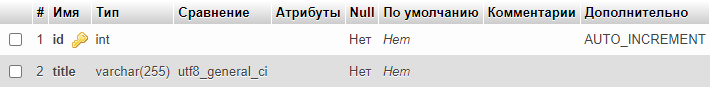 # Имя Тип Сравнение Атрибуты Null По умолчанию Комментарии Дополнительно
1 id int Нет Нет AUTO_INCREMENT
2 title varchar(255) utf8_general_ci Нет Нет